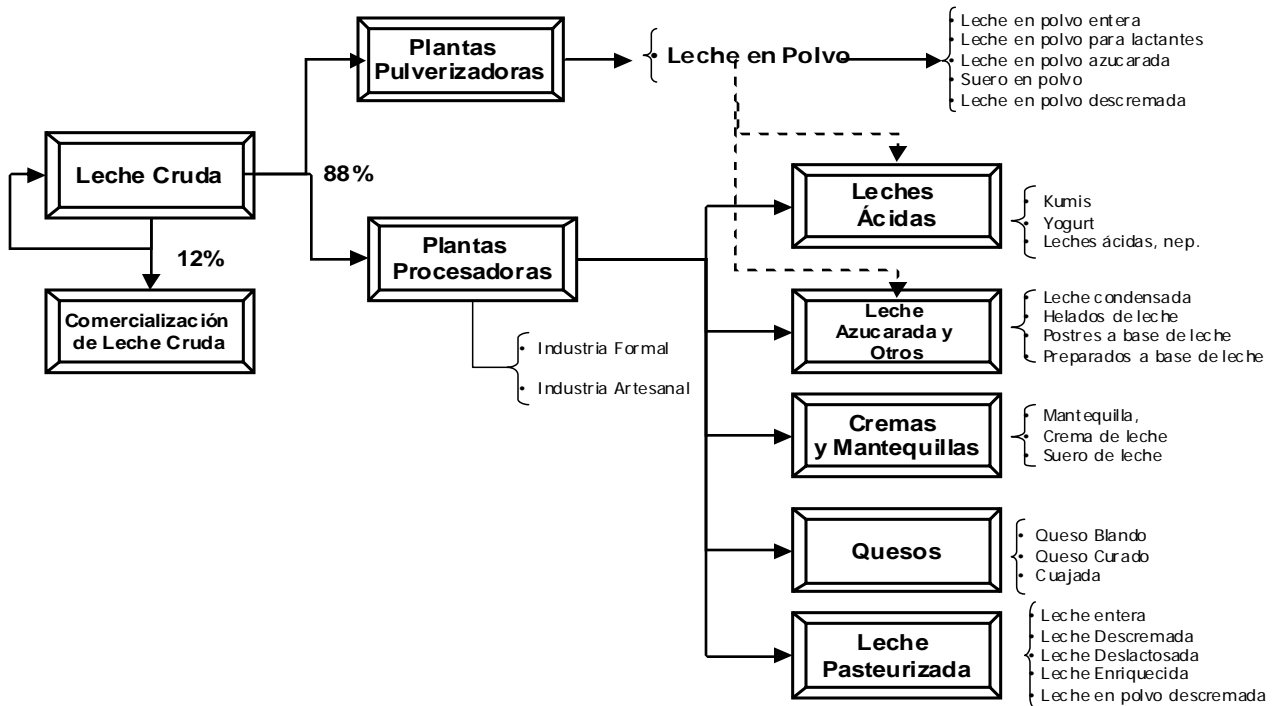 Plantas
Pulverizadoras
Leche en Polvo
• Leche en polvo entera
• Leche en polvo para lactantes
• Leche en polvo azucarada
• Suero en polvo
• Leche en polvo descremada
Leche Cruda
88%
12%
Comercialización
de Leche Cruda
Plantas
Procesadoras
• Industria Formal
• Industria Artesanal
Leches
Ácidas
• Kumis
• Yogurt
• Leches ácidas, nep.
Leche
Azucarada y
Otros
• Leche condensada
• Helados de leche
• Postres a base de leche
• Preparados a base de leche
Cremas
y Mantequillas
• Mantequilla,
• Crema de leche
• Suero de leche
Quesos
• Queso Blando
• Queso Curado
• Cuajada
Leche
Pasteurizada
• Leche entera
• Leche Descremada
• Leche Deslactosada
• Leche Enriquecida
• Leche en polvo descremada